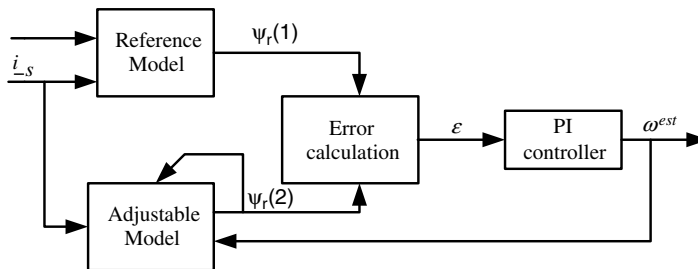 Reference
Model
ψr(1)
i_s
Error
calculation
ε
PI
controller
ω^est
Adjustable
Model
ψr(2)